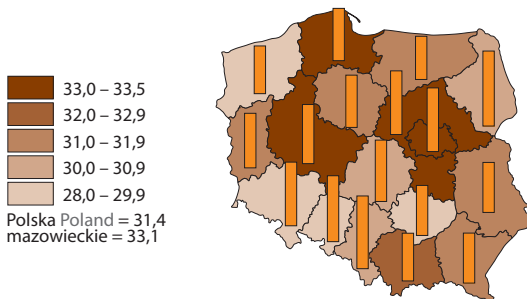 33,0 – 33,5
32,0 – 32,9
31,0 – 31,9
30,0 – 30,9
28,0 – 29,9
Polska Poland = 31,4
mazowieckie = 33,1